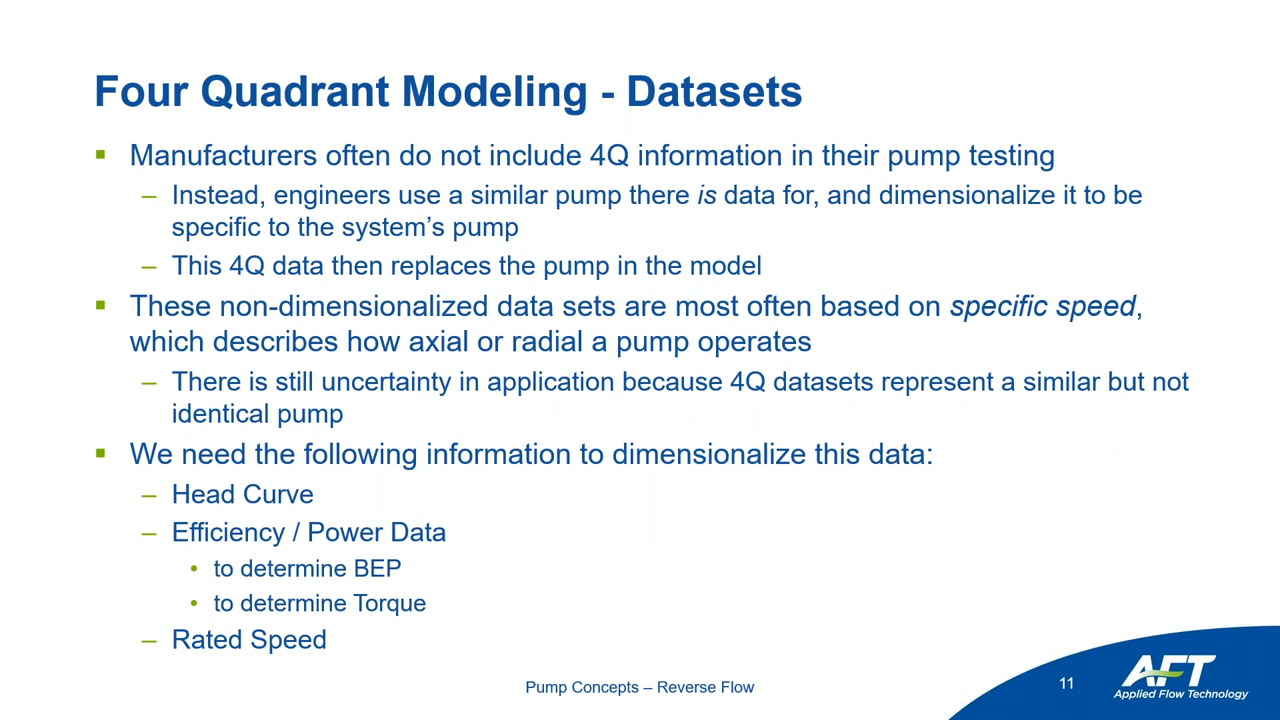 Four Quadrant Modeling - Datasets
▪ Manufacturers often do not include 4Q information in their pump testing
– Instead, engineers use a similar pump there is data for, and dimensionalize it to be
specific to the system’s pump
– This 4Q data then replaces the pump in the model
▪ These non-dimensionalized data sets are most often based on specific speed,
which describes how axial or radial a pump operates
– There is still uncertainty in application because 4Q datasets represent a similar but not
identical pump
▪ We need the following information to dimensionalize this data:
– Head Curve
– Efficiency / Power Data
• to determine BEP
• to determine Torque
– Rated Speed
Pump Concepts – Reverse Flow
11
AFT
Applied Flow Technology